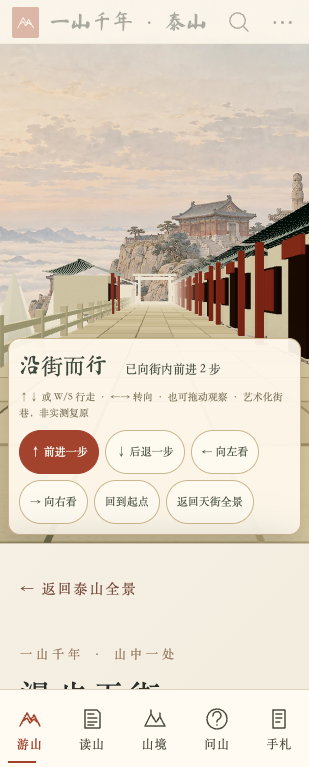 一山千年 · 泰山
沿街而行 已向街内前进 2 步
↑ ↓ 或 W/S 行走 · ←→ 转向 · 也可拖动观察 · 艺术化街
巷，非实测复原
↑ 前进一步 ↓ 后退一步 ← 向左看
→ 向右看 回到起点 返回天街全景
← 返回泰山全景
一山千年 · 山中一处
漫步天街
游山 读山 山境 问山 手札